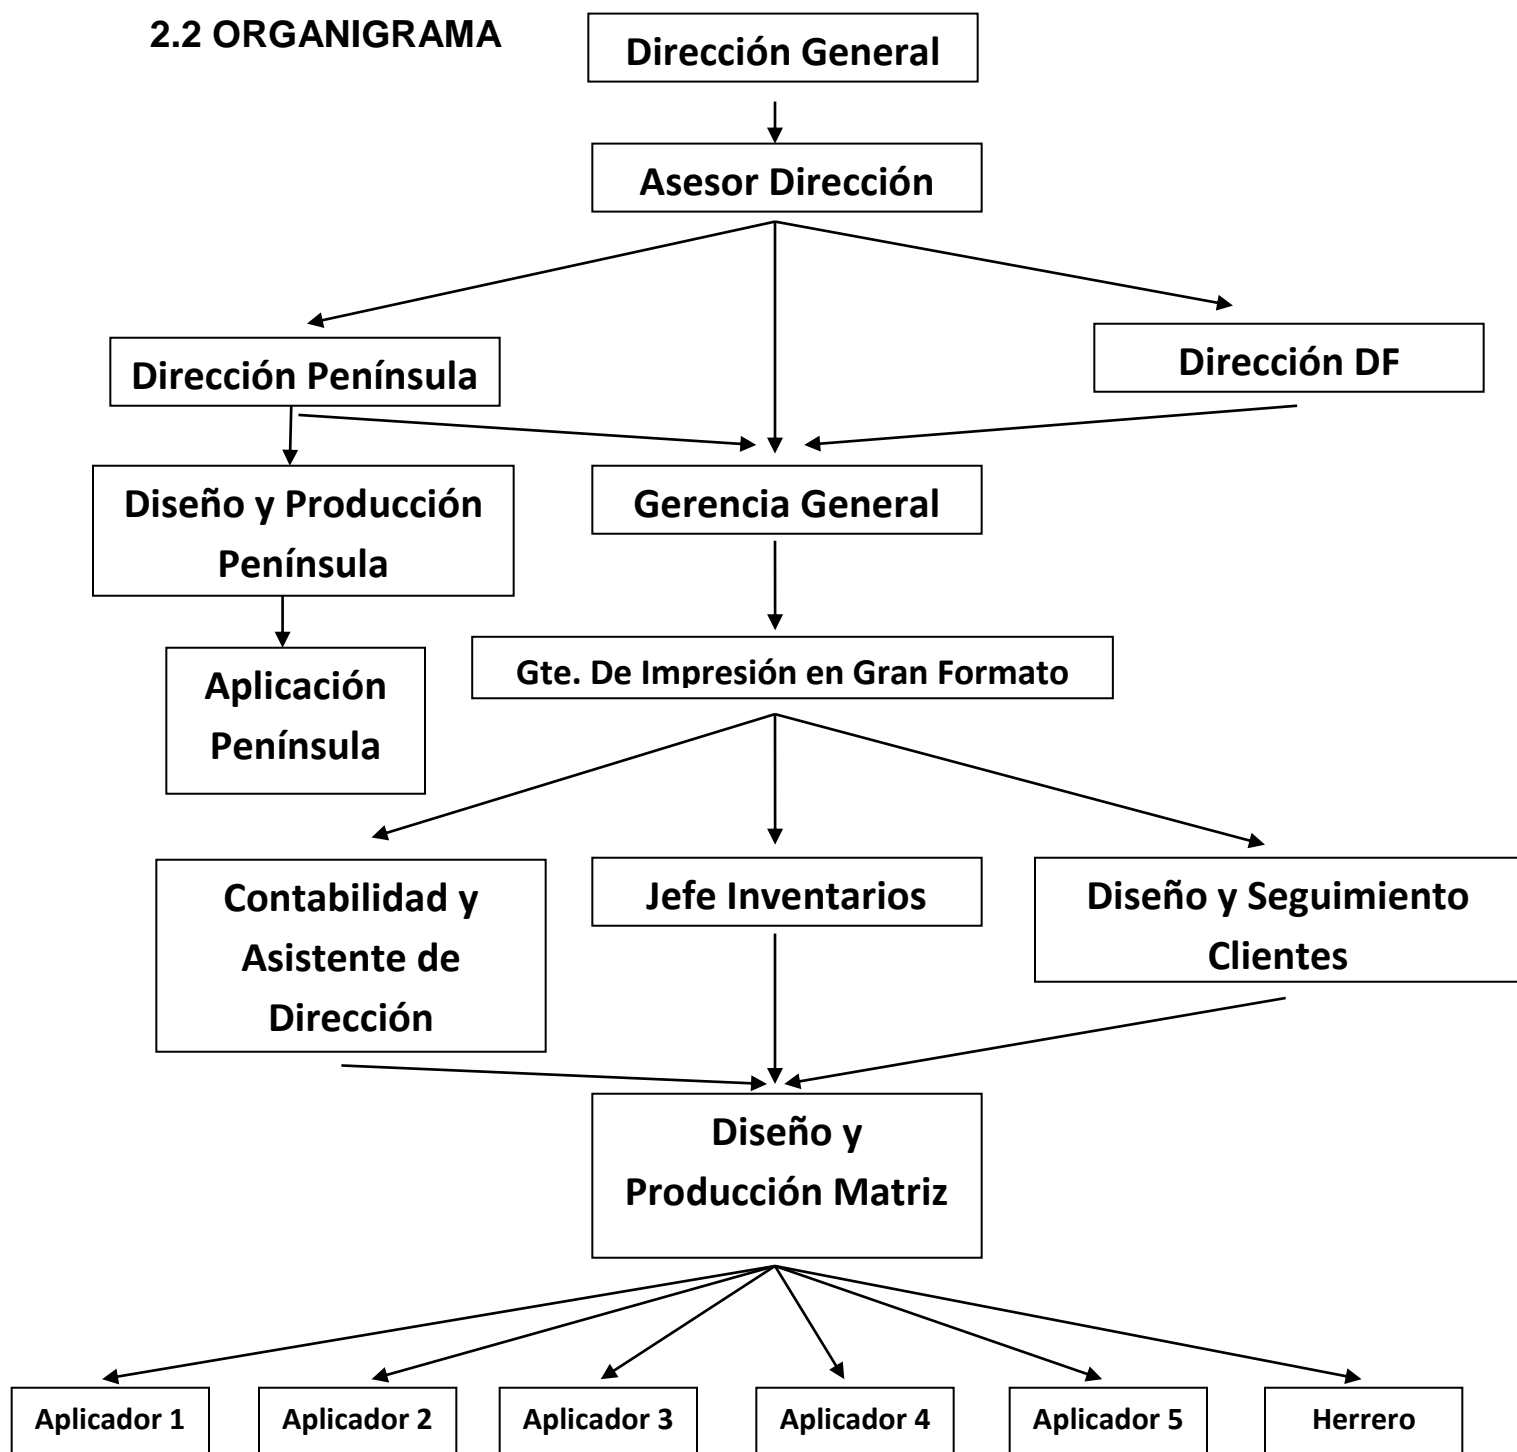 2.2 ORGANIGRAMA
Dirección General
Asesor Dirección
Dirección Península
Dirección DF
Diseño y Producción
Península
Gerencia General
Aplicación
Península
Gte. De Impresión en Gran Formato
Contabilidad y
Asistente de
Dirección
Jefe Inventarios
Diseño y Seguimiento
Clientes
Diseño y
Producción Matriz
Aplicador 1
Aplicador 2
Aplicador 3
Aplicador 4
Aplicador 5
Herrero